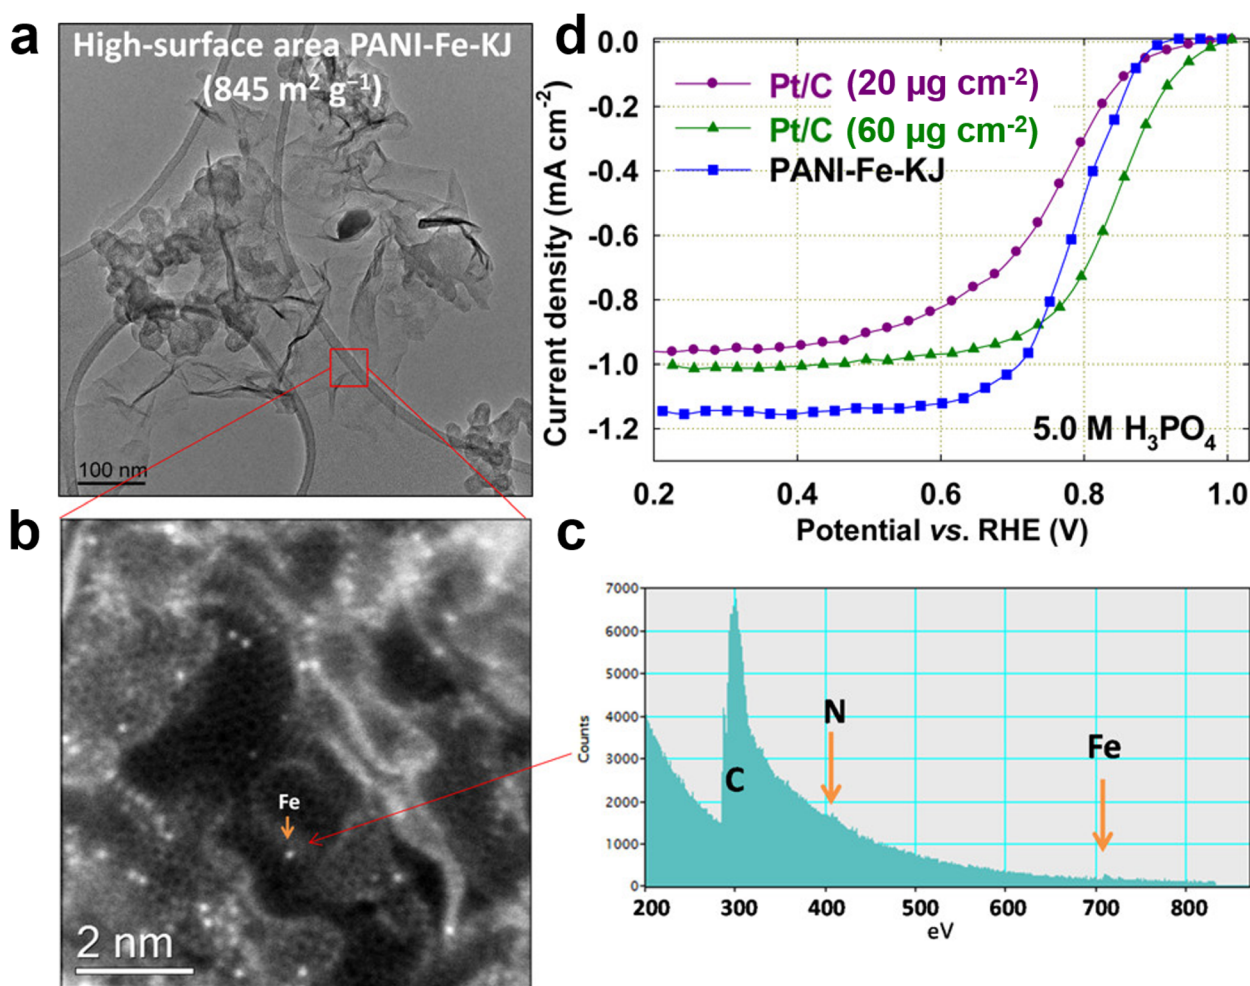 a
High-surface area PANI-Fe-KJ
(845 m² g⁻¹)
100 nm
b
Fe
2 nm
d
Current density (mA cm⁻²)
0.0
-0.2
-0.4
-0.6
-0.8
-1.0
-1.2
Pt/C (20 µg cm⁻²)
Pt/C (60 µg cm⁻²)
PANI-Fe-KJ
5.0 M H₃PO₄
0.2 0.4 0.6 0.8 1.0
Potential vs. RHE (V)
c
Counts
7000
6000
5000
4000
3000
2000
1000
0
C
N
Fe
200 300 400 500 600 700 800
eV